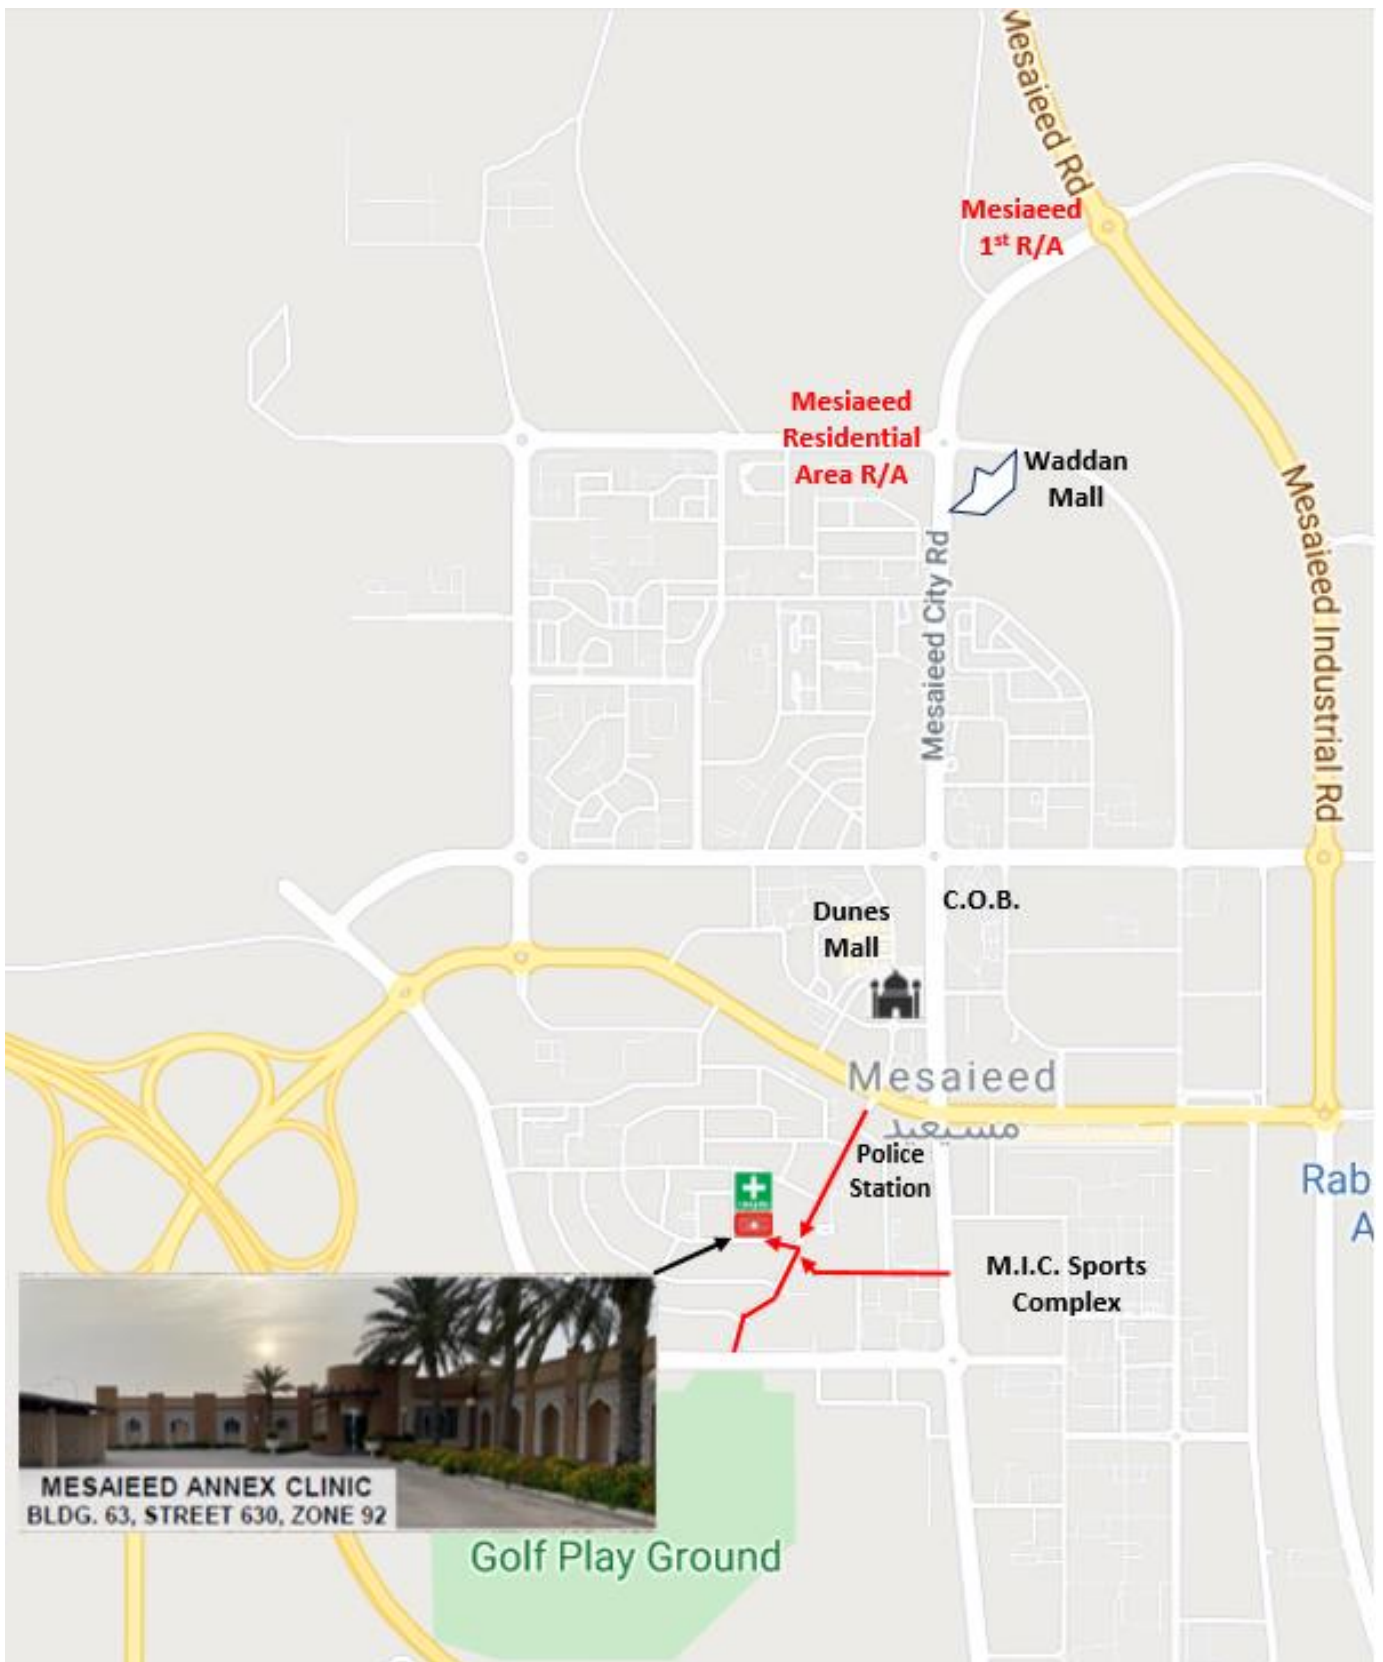 Mesaieed Rd
Mesiaeed
1st R/A
Mesiaeed
Residential
Area R/A
Waddan
Mall
Mesaieed City Rd
Mesaieed Industrial Rd
C.O.B.
Dunes
Mall
Mesaieed
مسيعيد
Police
Station
Rab
A
M.I.C. Sports
Complex
MESAIEED ANNEX CLINIC
BLDG. 63, STREET 630, ZONE 92
Golf Play Ground